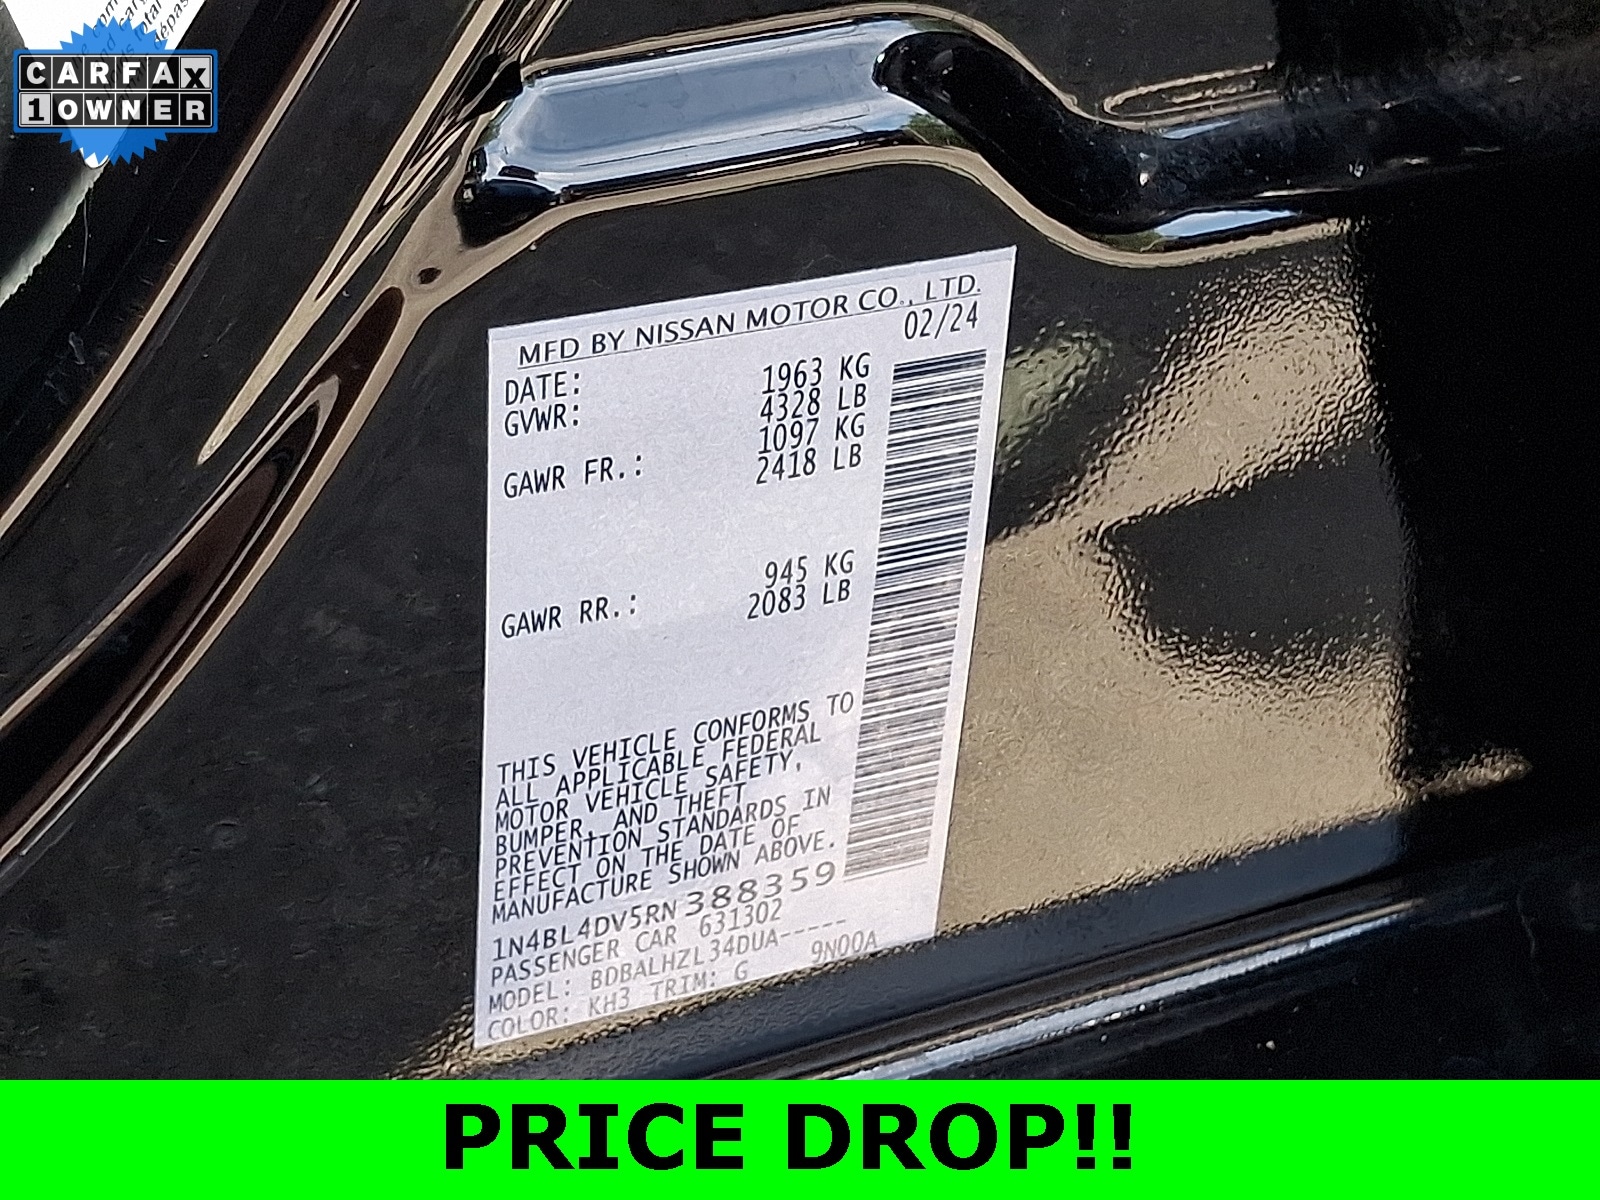 CARFAX
1 OWNER
MFD BY NISSAN MOTOR CO., LTD.
DATE: 02/24
GVWR: 1963 KG
4328 LB
GAWR FR.: 1097 KG
2418 LB
GAWR RR.: 945 KG
2083 LB
THIS VEHICLE CONFORMS TO
ALL APPLICABLE FEDERAL
MOTOR VEHICLE SAFETY,
BUMPER, AND THEFT
PREVENTION STANDARDS IN
EFFECT ON THE DATE OF
MANUFACTURE SHOWN ABOVE.
1N4BL4DV5RN388359
PASSENGER CAR 631302
MODEL: BDBALHZL34DUA-----
COLOR: KH3 TRIM: G 9N00A
PRICE DROP!!